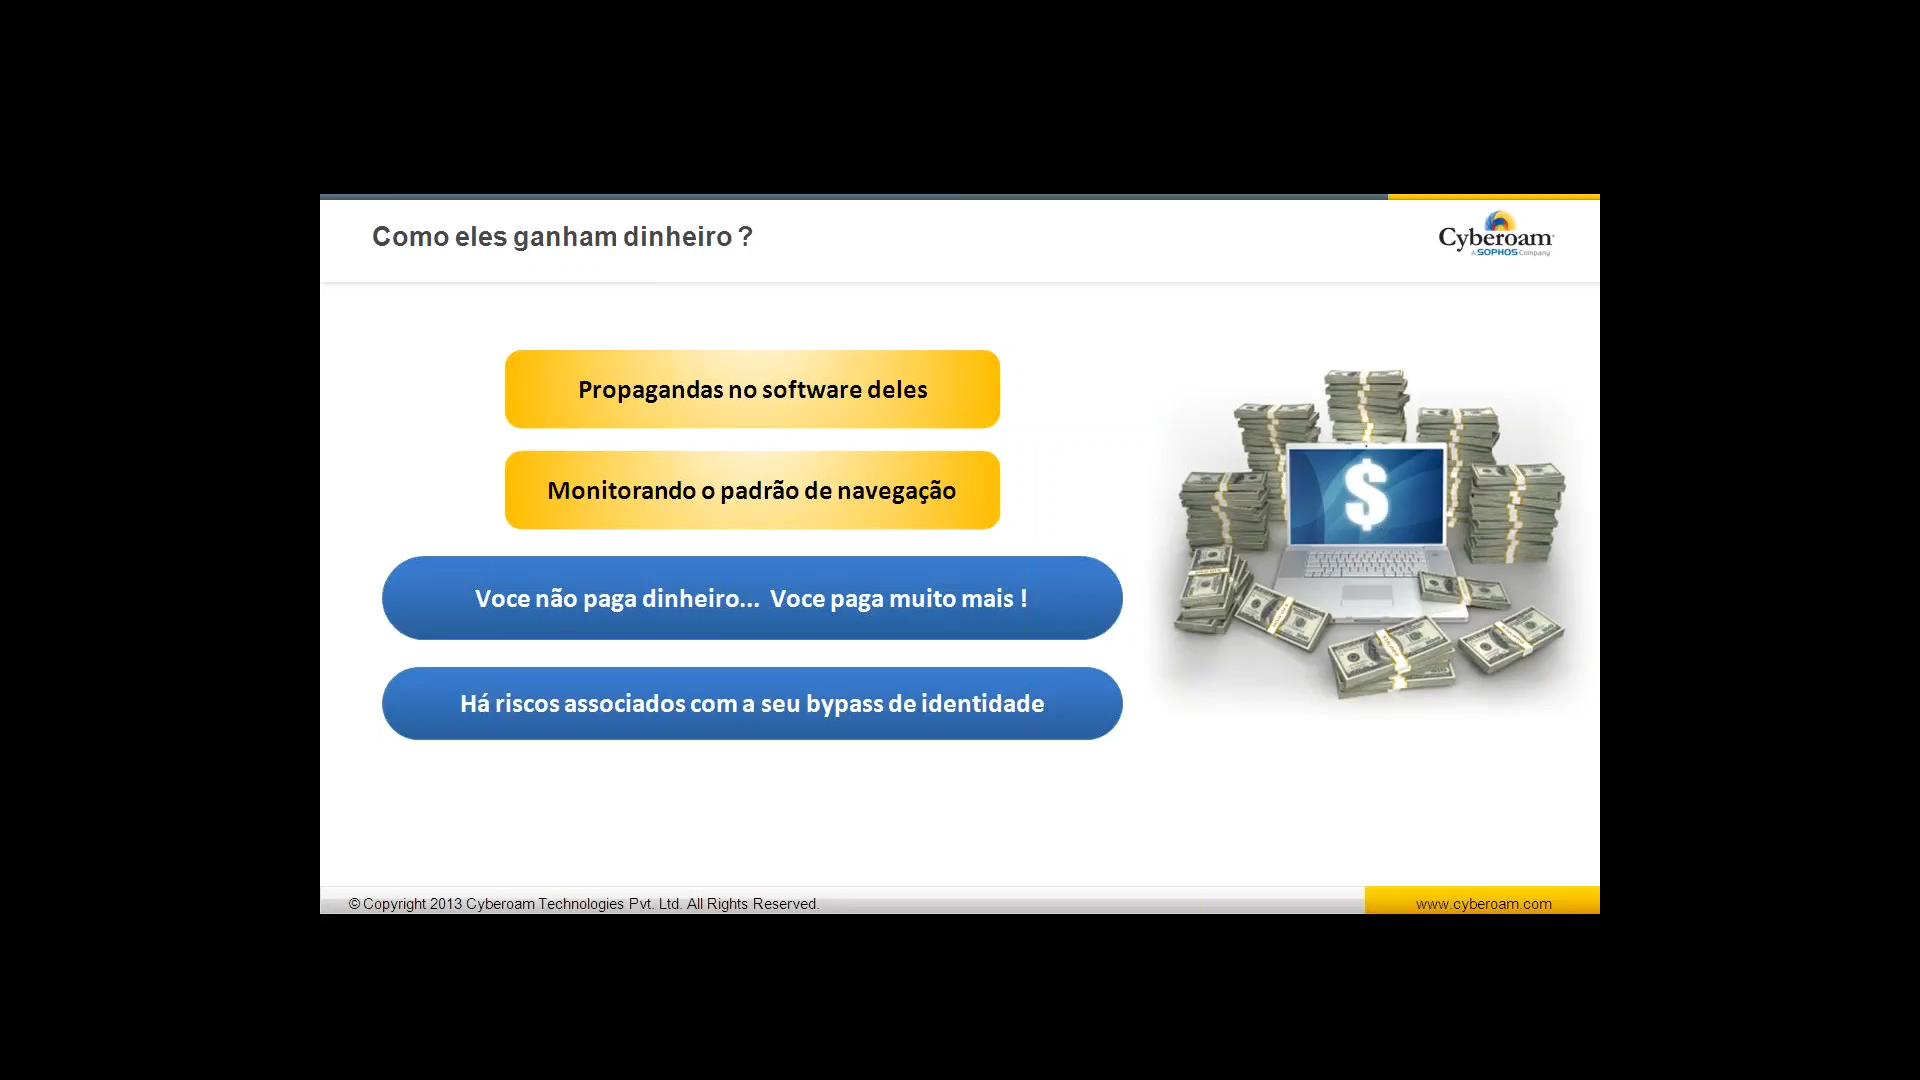 Como eles ganham dinheiro ?
Cyberoam
A SOPHOS Company
Propagandas no software deles
Monitorando o padrão de navegação
Voce não paga dinheiro... Voce paga muito mais !
Há riscos associados com a seu bypass de identidade
$
© Copyright 2013 Cyberoam Technologies Pvt. Ltd. All Rights Reserved.
www.cyberoam.com